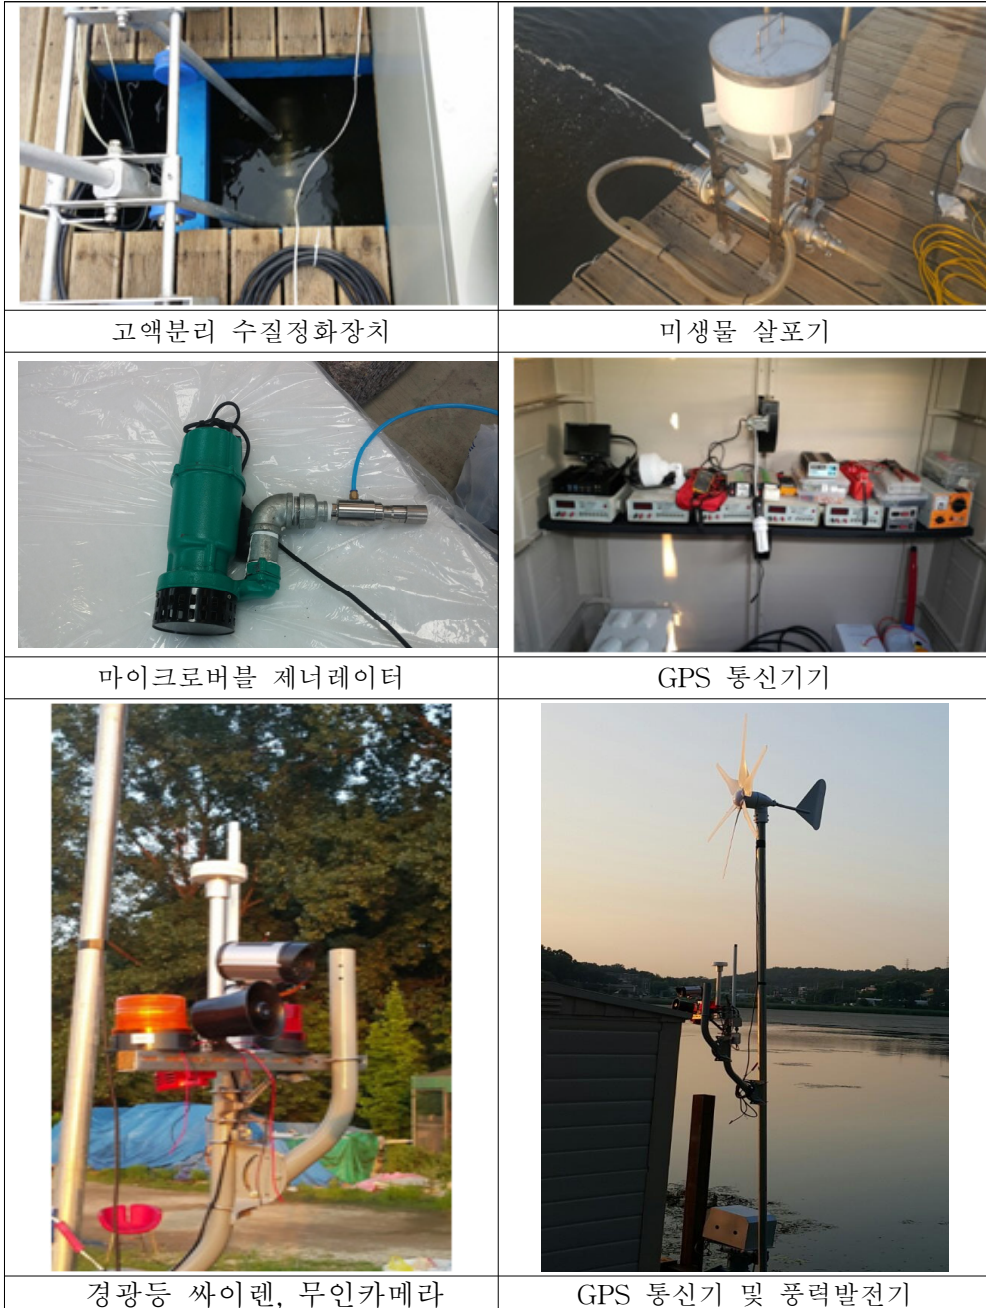 고액분리 수질정화장치
미생물 살포기
마이크로버블 제너레이터
GPS 통신기기
경광등 싸이렌, 무인카메라
GPS 통신기 및 풍력발전기